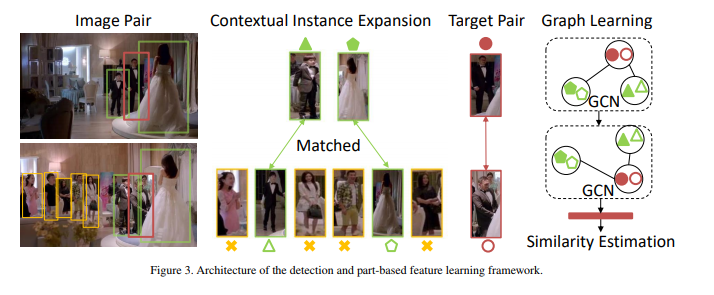 Image Pair
Contextual Instance Expansion
Target Pair
Graph Learning
GCN
Matched
GCN
Similarity Estimation
Figure 3. Architecture of the detection and part-based feature learning framework.